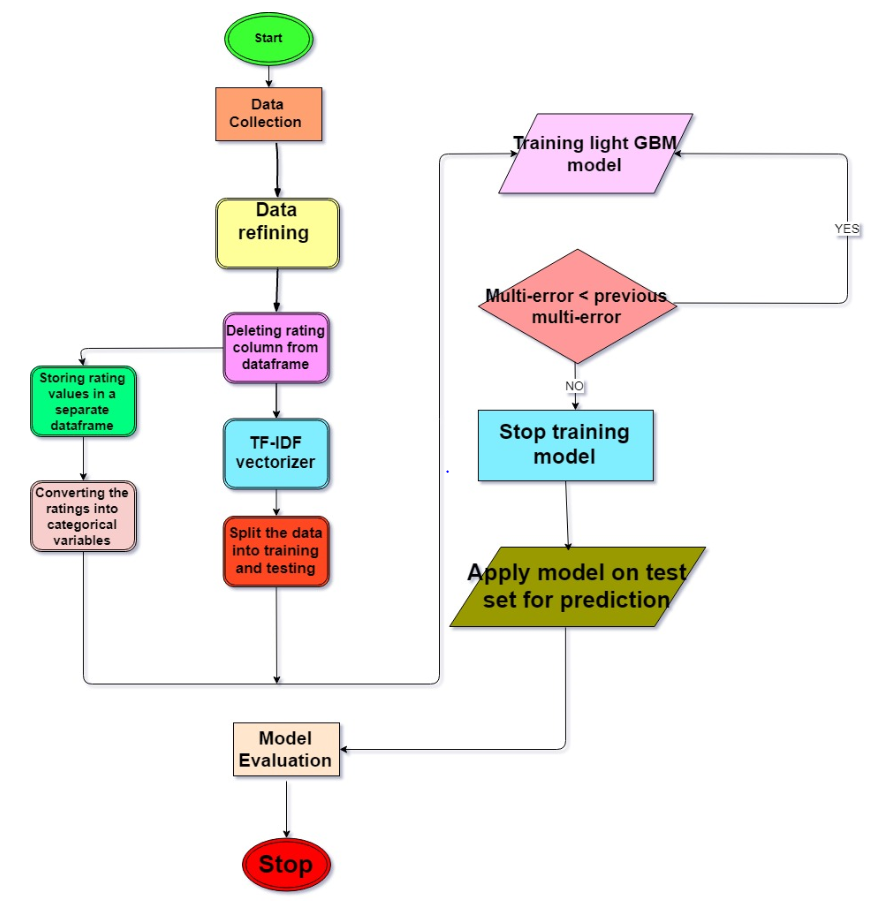 Start
Data
Collection
Data
refining
Deleting rating
column from
dataframe
Storing rating
values in a
separate
dataframe
Converting the
ratings into
categorical
variables
TF-IDF
vectorizer
Split the data
into training
and testing
Training light GBM
model
YES
Multi-error < previous
multi-error
NO
Stop training
model
Apply model on test
set for prediction
Model
Evaluation
Stop